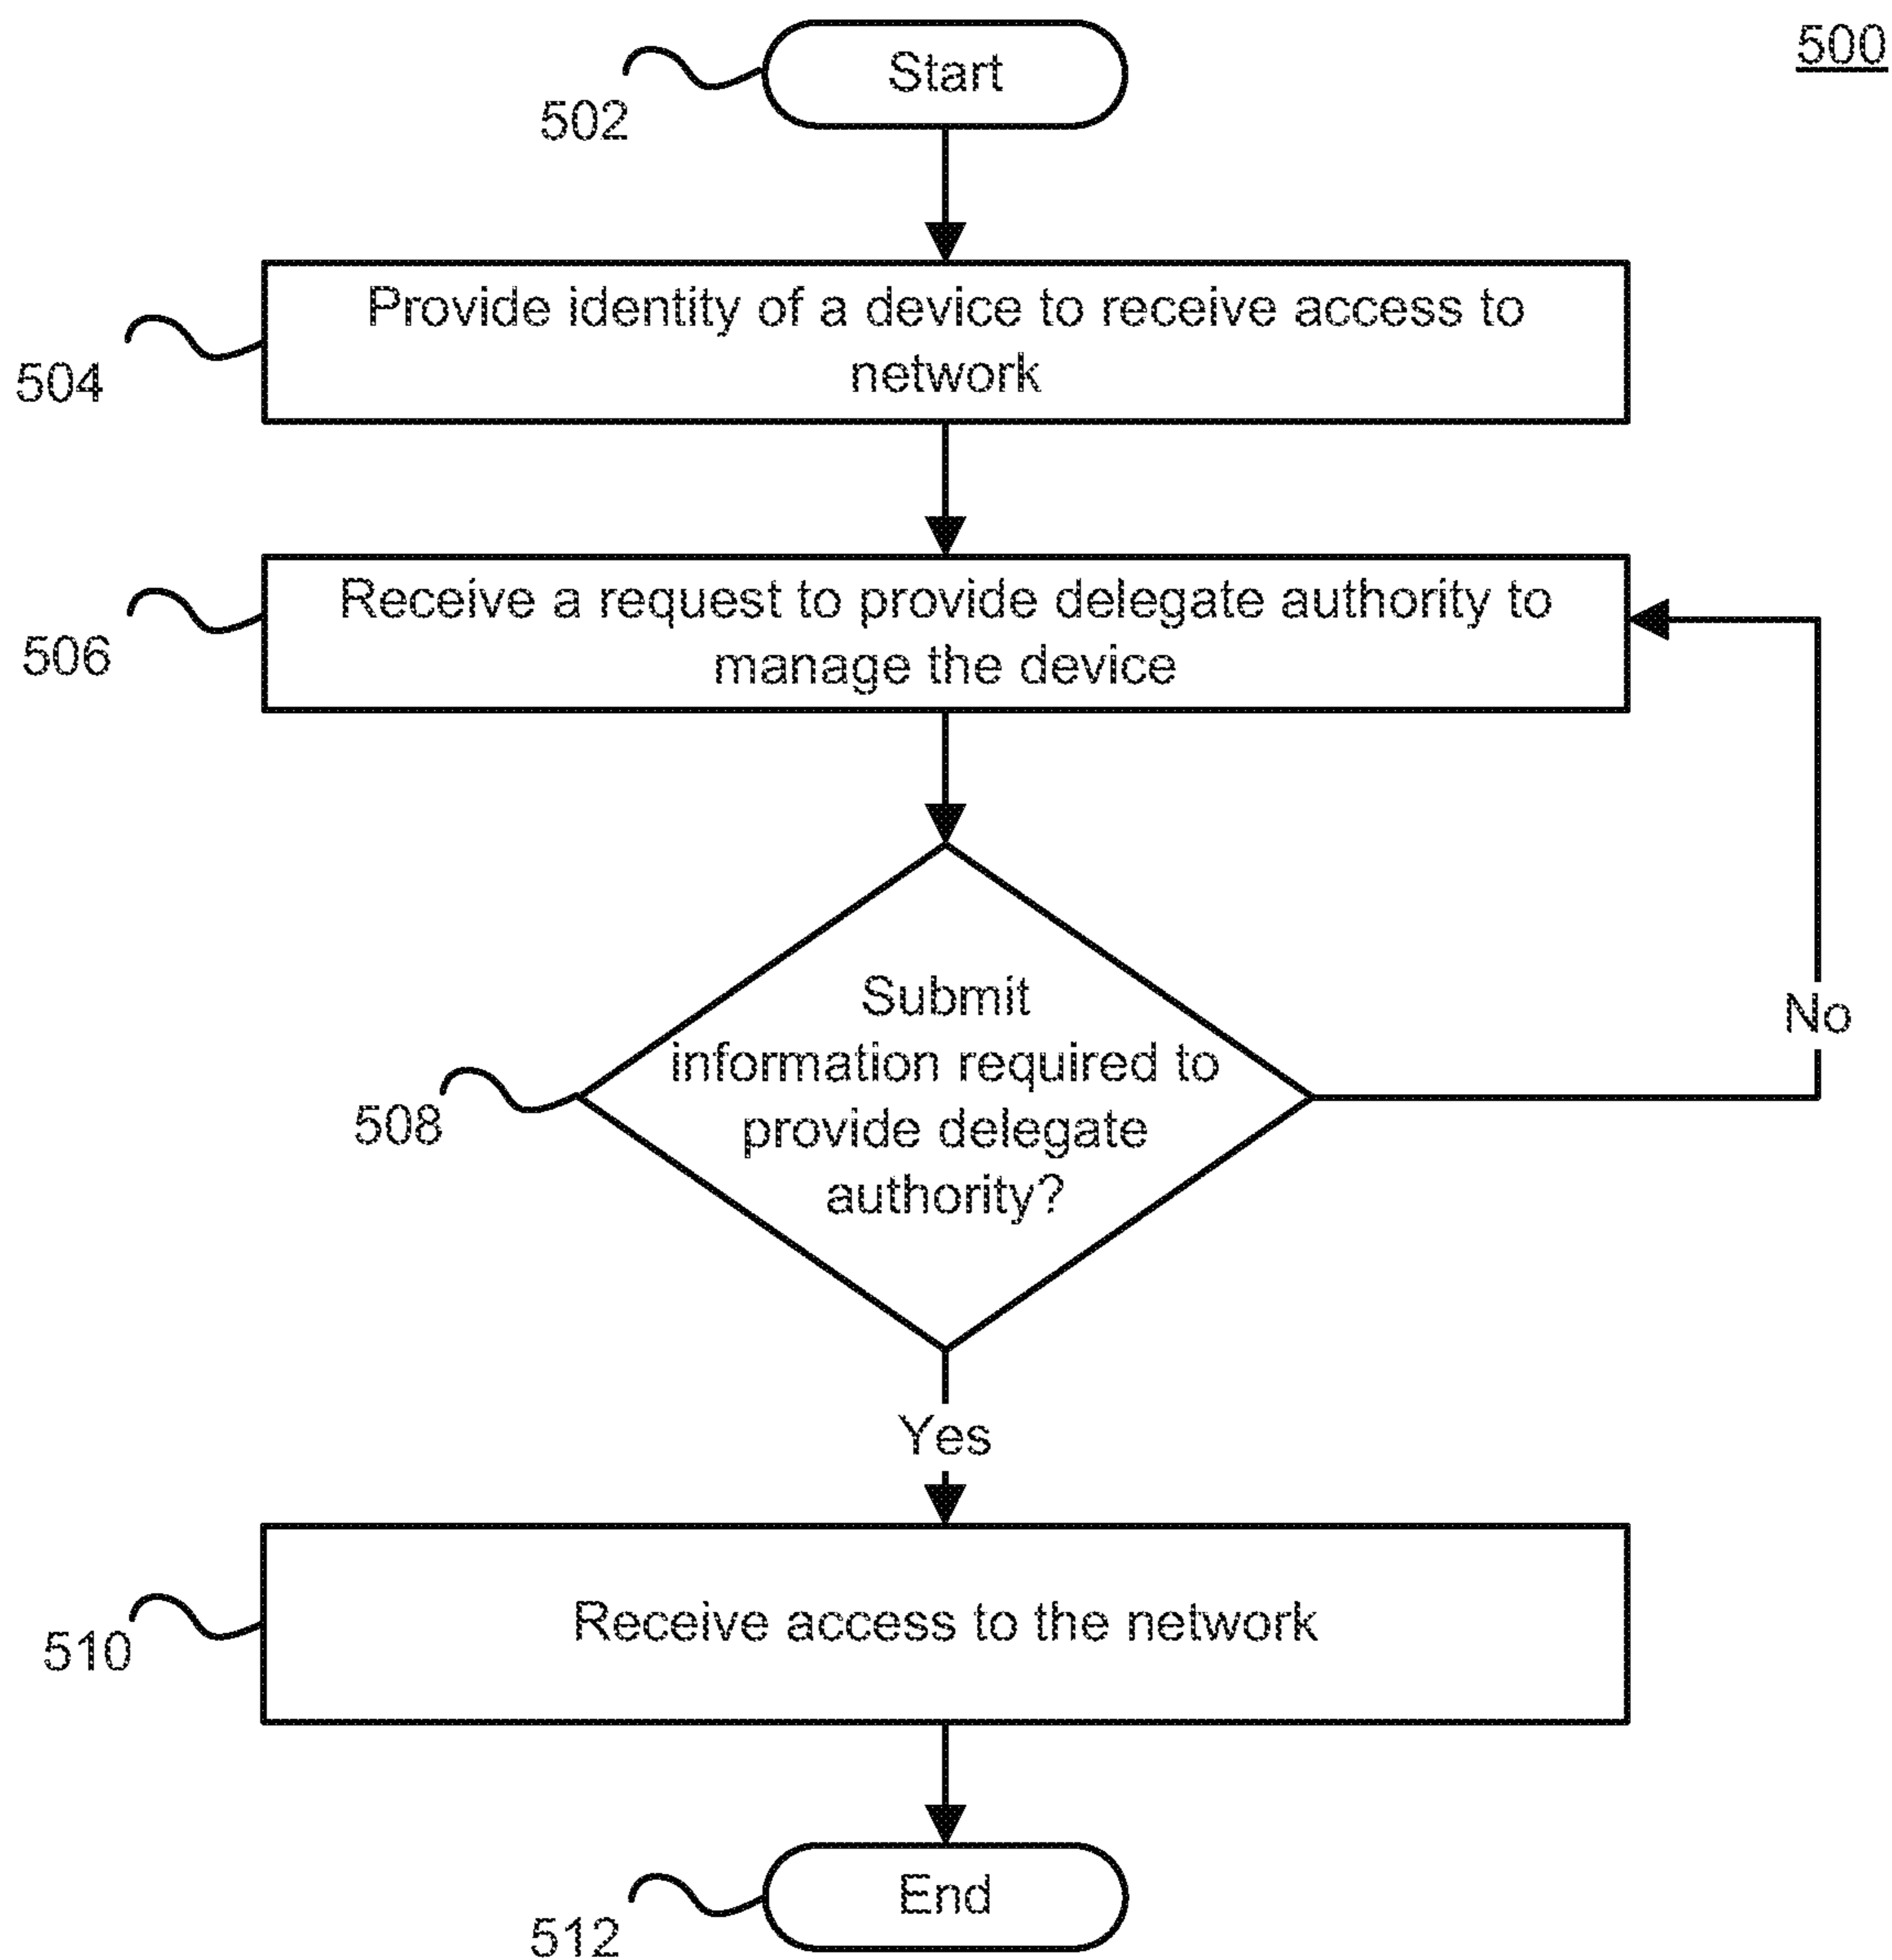 500
Start
502
Provide identity of a device to receive access to
network
504
Receive a request to provide delegate authority to
manage the device
506
Submit
information required to
provide delegate
authority?
508
No
Yes
Receive access to the network
510
End
512